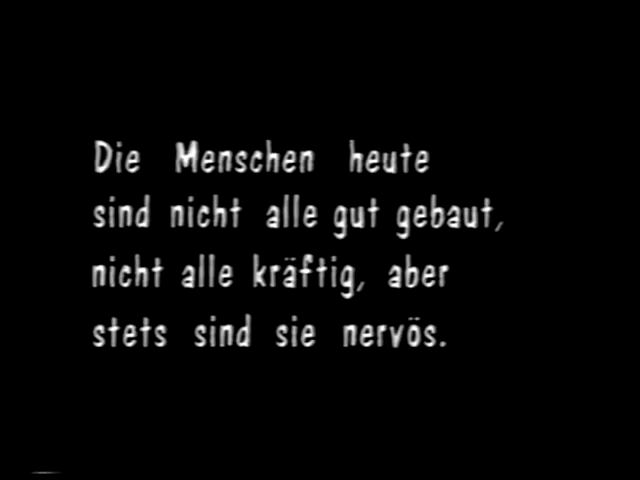 Die Menschen heute
sind nicht alle gut gebaut,
nicht alle kräftig, aber
stets sind sie nervös.